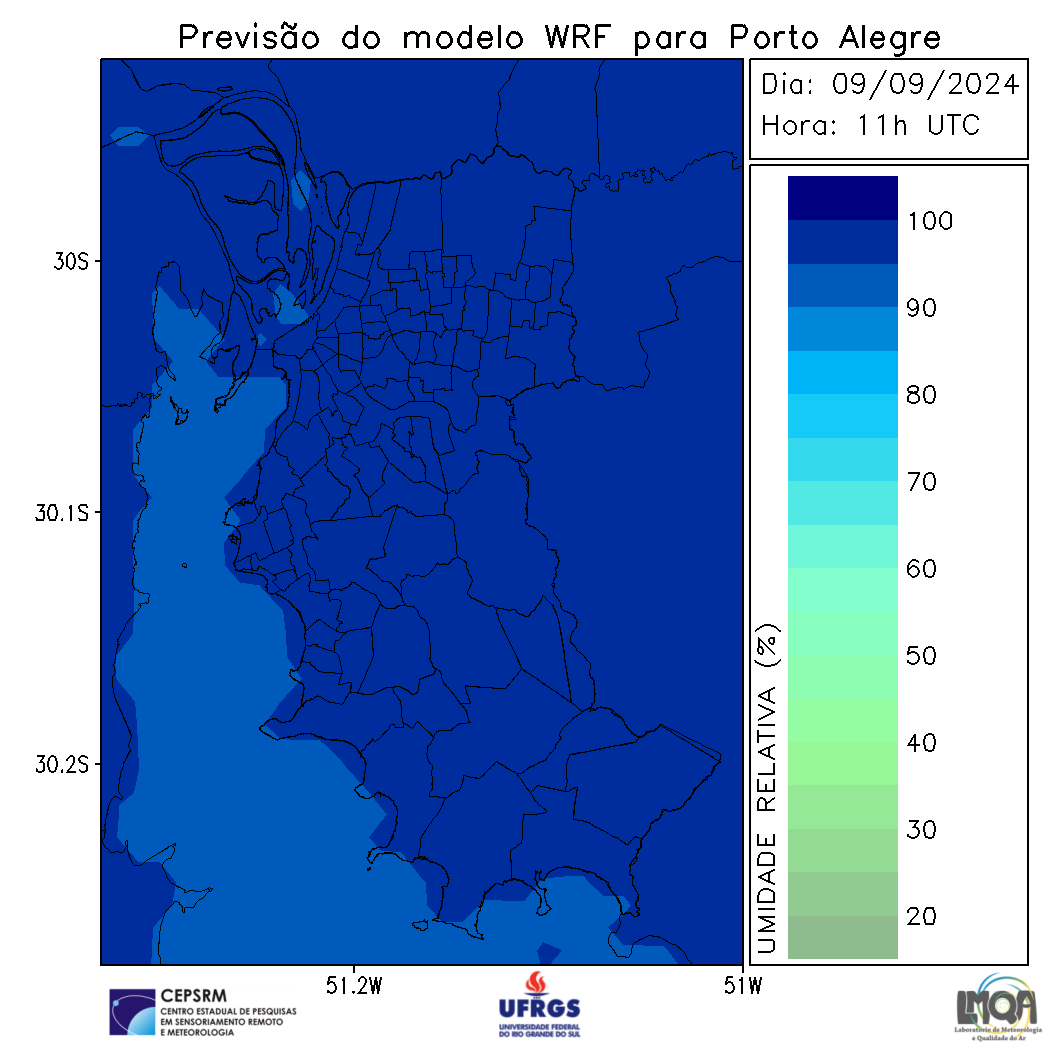 Previsão do modelo WRF para Porto Alegre
Dia: 09/09/2024
Hora: 11h UTC
30S
30.1S
30.2S
51.2W
51W
100
90
80
70
60
50
40
30
20
UMIDADE RELATIVA (%)
CEPSRM
CENTRO ESTADUAL DE PESQUISAS
EM SENSORIAMENTO REMOTO
E METEOROLOGIA
UFRGS
UNIVERSIDADE FEDERAL
DO RIO GRANDE DO SUL
LMQA
Laboratório de Meteorologia
e Qualidade do Ar